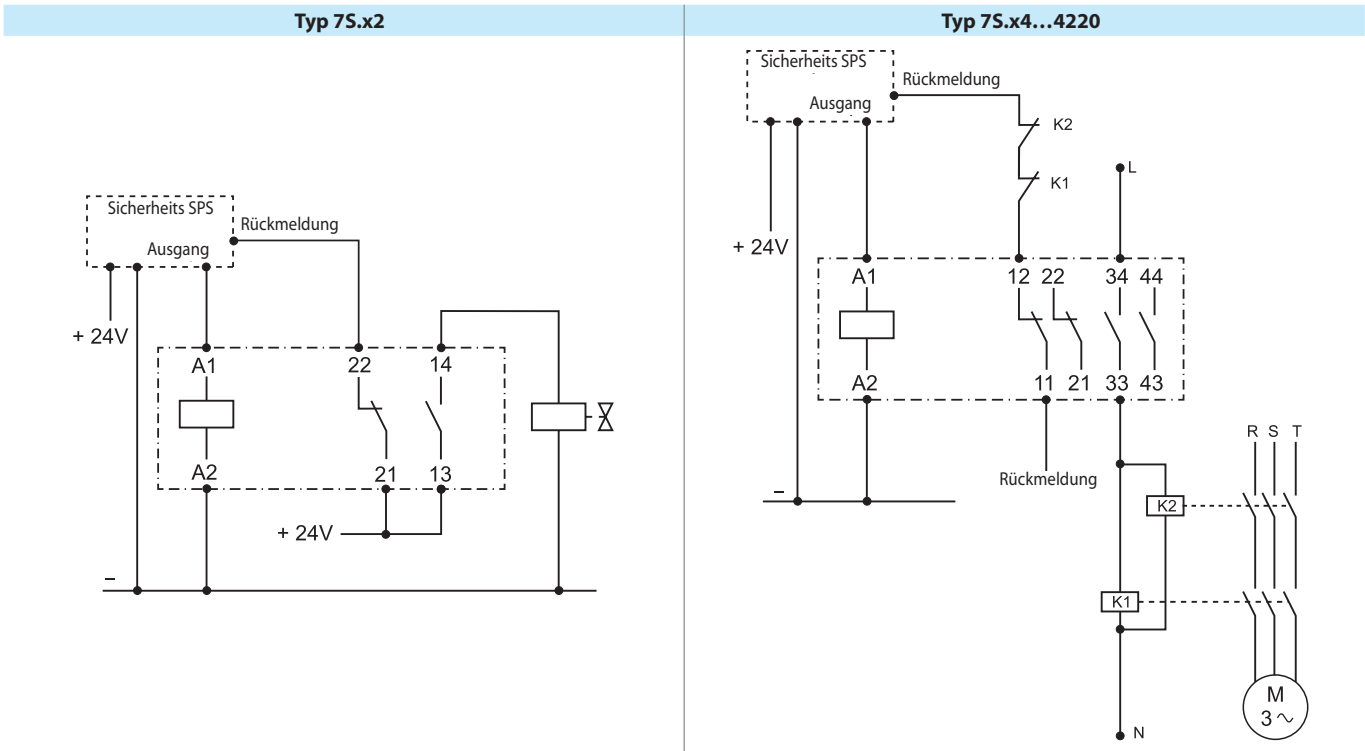 Typ 7S.x2
Sicherheits SPS
Ausgang
Rückmeldung
+ 24V
A1
22
14
A2
21
13
+ 24V
–
Typ 7S.x4...4220
Sicherheits SPS
Ausgang
Rückmeldung
K2
K1
L
+ 24V
A1
12 22 34 44
A2
11 21 33 43
Rückmeldung
–
R S T
K2
K1
M
3 ~
N